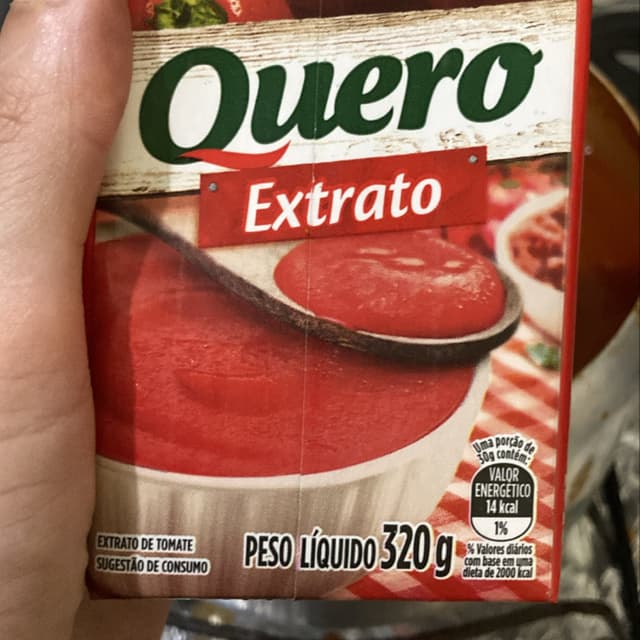 Quero
Extrato
Uma porção de
30g contém:
VALOR
ENERGÉTICO
14 kcal
1%
% Valores diários
com base em uma
dieta de 2000 kcal
EXTRATO DE TOMATE
SUGESTÃO DE CONSUMO
PESO LÍQUIDO 320 g